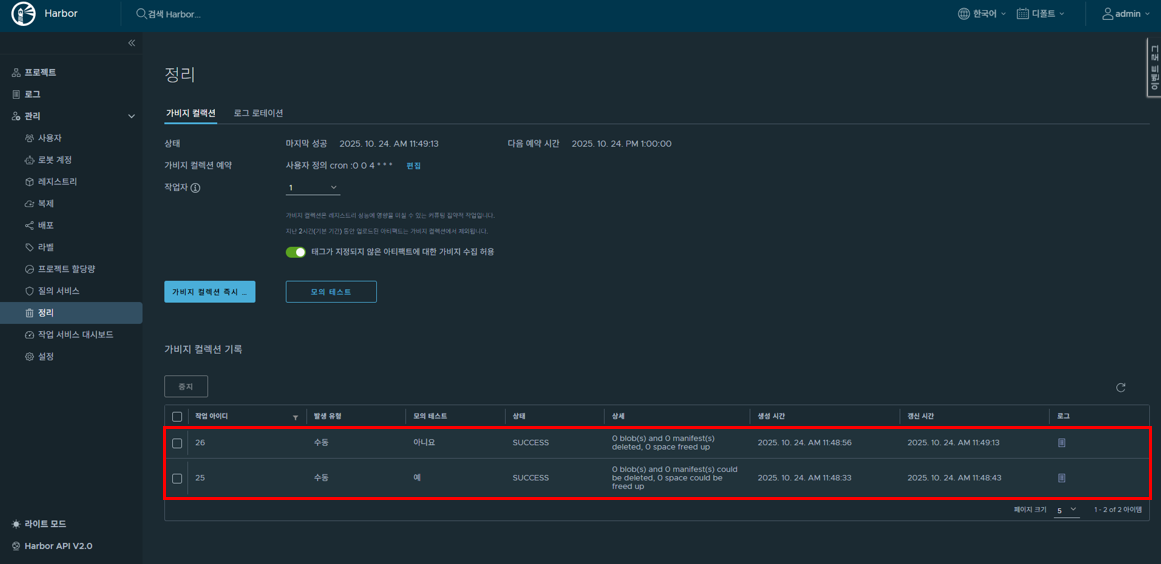 Harbor
검색 Harbor...
한국어
디폴트
admin
이벤트 로그
프로젝트
로그
관리
사용자
로봇 계정
레지스트리
복제
배포
라벨
프로젝트 할당량
질의 서비스
정리
작업 서비스 대시보드
설정
라이트 모드
Harbor API V2.0
정리
가비지 컬랙션 로그 로테이션
상태 마지막 성공 2025. 10. 24. AM 11:49:13 다음 예약 시간 2025. 10. 24. PM 1:00:00
가비지 컬렉션 예약 사용자 정의 cron :0 0 4 * * * 편집
작업자 1
가비지 컬렉션은 레지스트리 성능에 영향을 미칠 수 있는 컴퓨팅 집약적 작업입니다.
지난 2시간(기본 기간) 동안 업로드된 아티팩트는 가비지 컬렉션에서 제외됩니다.
태그가 지정되지 않은 아티팩트에 대한 가비지 수집 허용
가비지 컬렉션 즉시 ... 모의 테스트
가비지 컬렉션 기록
중지
작업 아이디 발생 유형 모의 테스트 상태 상세 생성 시간 갱신 시간 로그
26 수동 아니요 SUCCESS 0 blob(s) and 0 manifest(s)
deleted, 0 space freed up 2025. 10. 24. AM 11:48:56 2025. 10. 24. AM 11:49:13
25 수동 예 SUCCESS 0 blob(s) and 0 manifest(s) could
be deleted, 0 space could be
freed up 2025. 10. 24. AM 11:48:33 2025. 10. 24. AM 11:48:43
페이지 크기 5 1 - 2 of 2 아이템